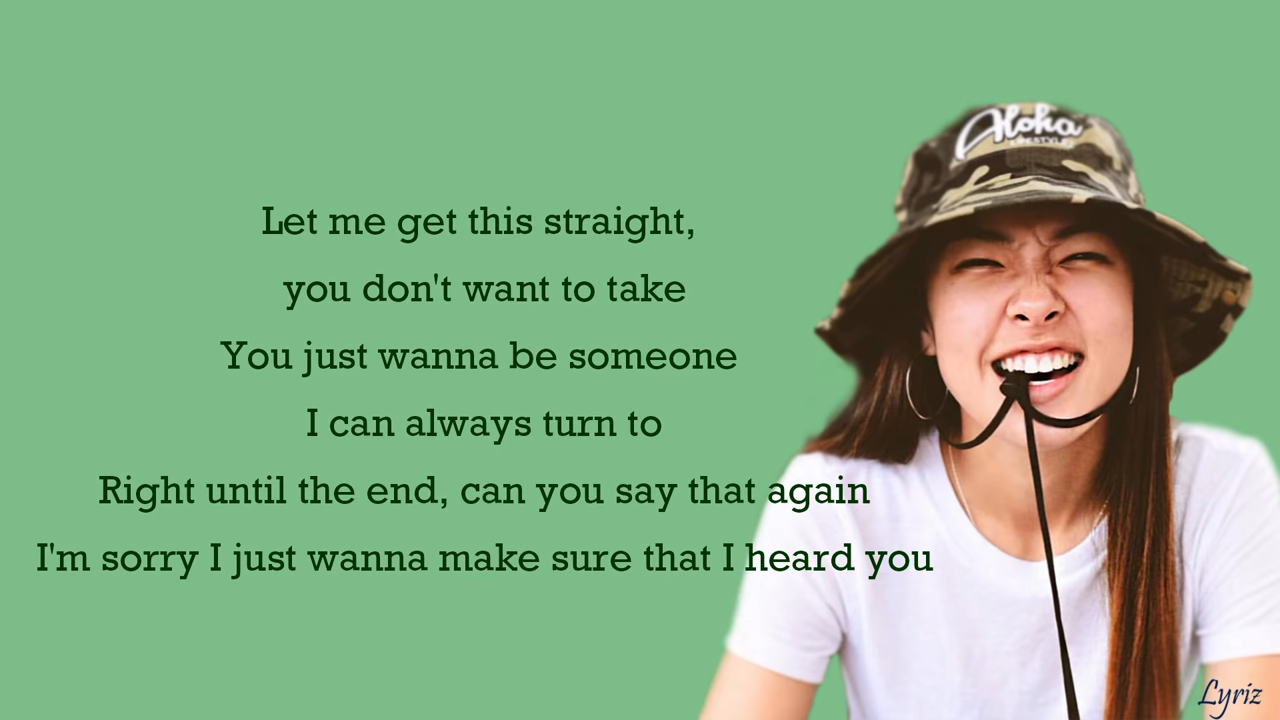 Aloha
LIFESTYLE
Let me get this straight,
you don't want to take
You just wanna be someone
I can always turn to
Right until the end, can you say that again
I'm sorry I just wanna make sure that I heard you
Lyriz